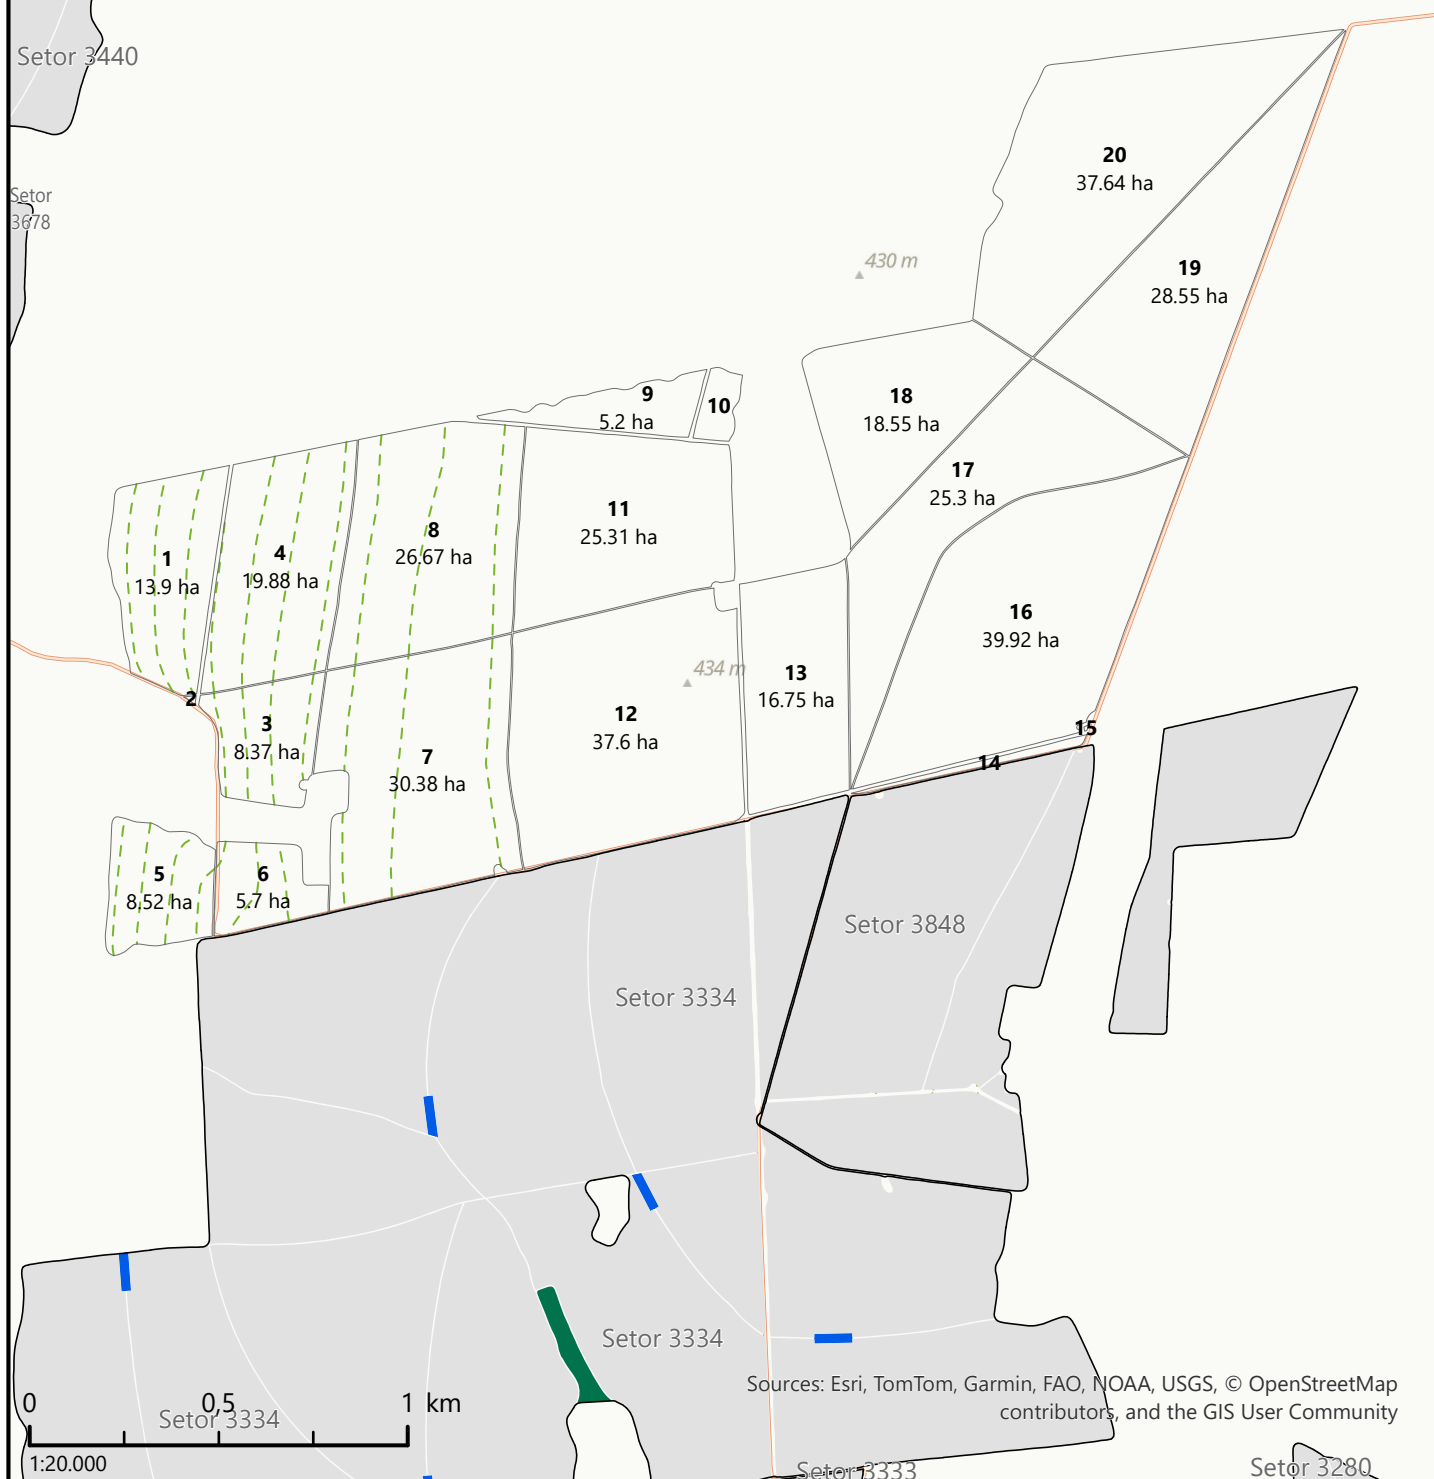 Setor 3440
Setor
3678
20
37.64 ha
430 m
19
28.55 ha
9
5.2 ha
10
18
18.55 ha
17
25.3 ha
11
25.31 ha
8
26.67 ha
4
19.88 ha
1
13.9 ha
16
39.92 ha
434 m
13
16.75 ha
2
12
37.6 ha
3
8.37 ha
7
30.38 ha
15
14
5
8.52 ha
6
5.7 ha
Setor 3848
Setor 3334
Setor 3334
Sources: Esri, TomTom, Garmin, FAO, NOAA, USGS, © OpenStreetMap
contributors, and the GIS User Community
0 0,5 1 km
Setor 3334
1:20.000
Setor 3333
Setor 3280